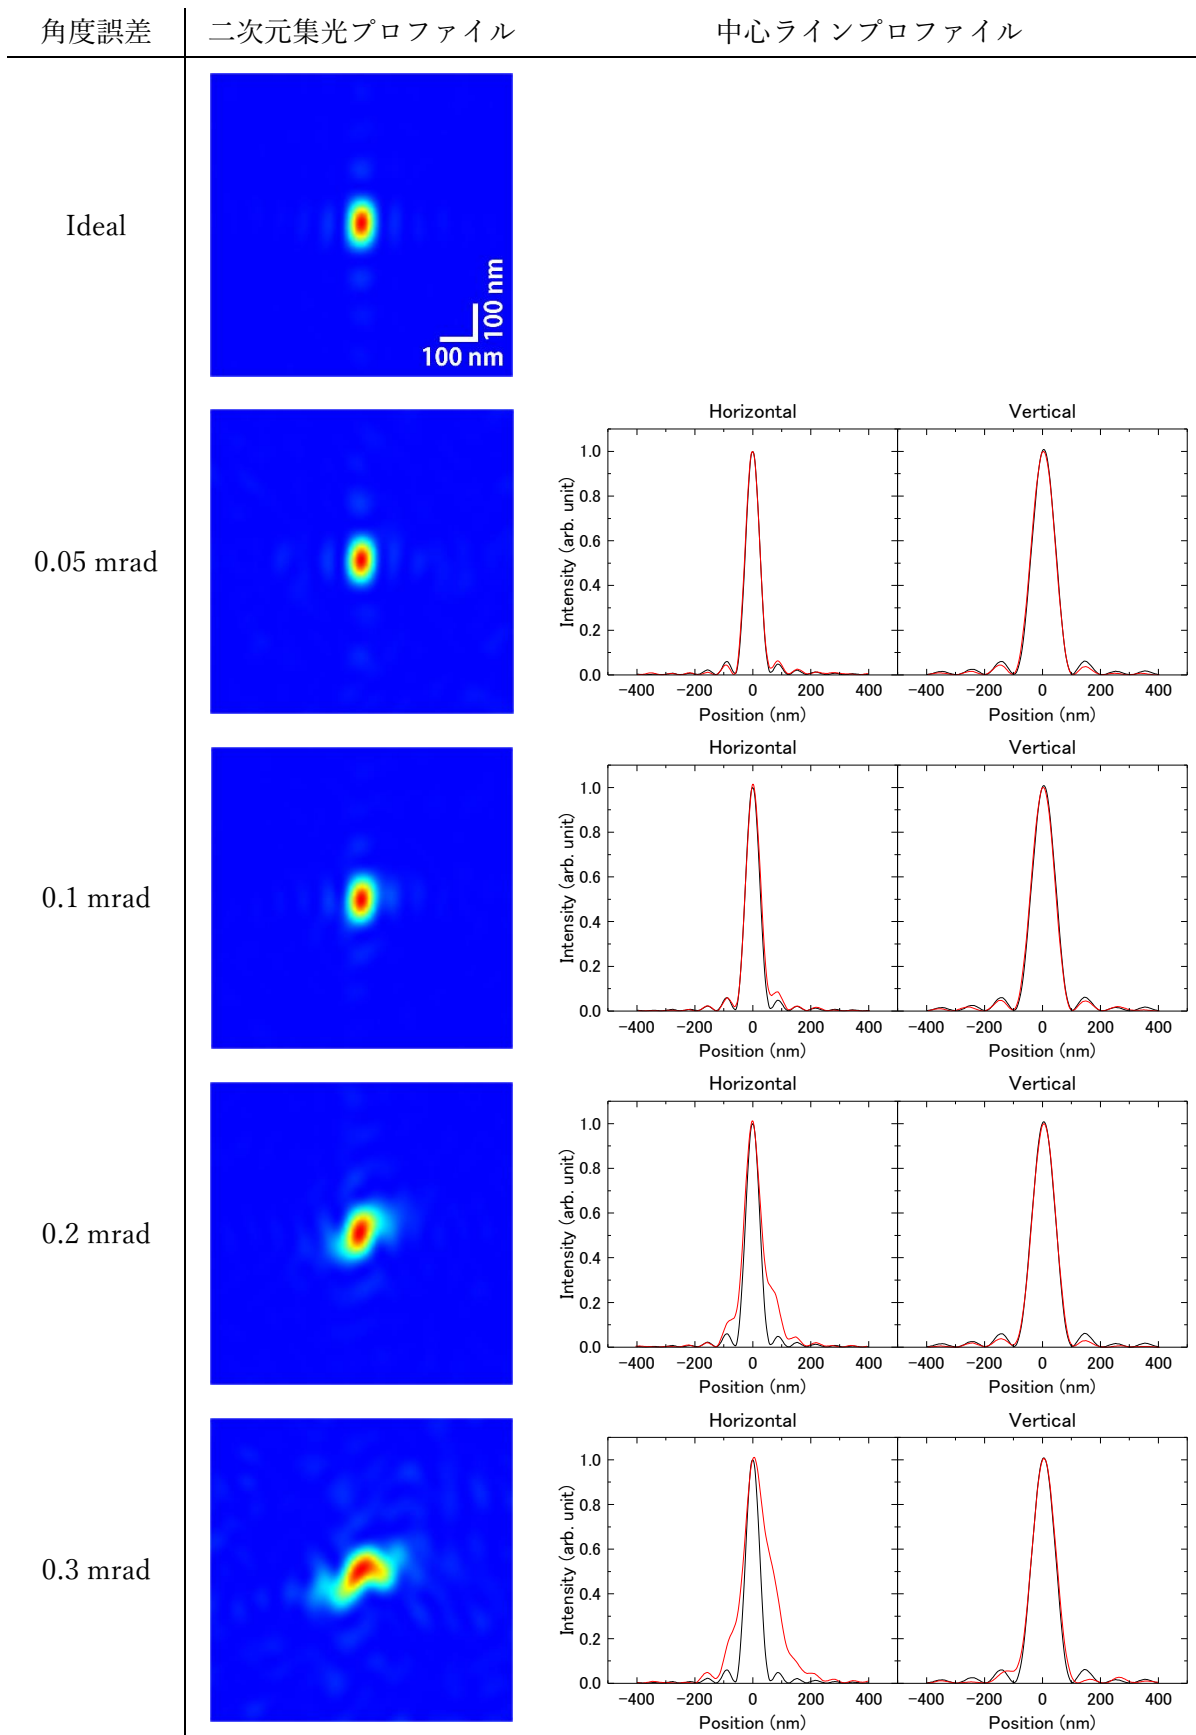 角度誤差 二次元集光プロファイル 中心ラインプロファイル
Ideal
100 nm
100 nm
Horizontal Vertical
1.0
0.8
0.6
0.4
0.2
0.0
Intensity (arb. unit)
0.05 mrad
−400 −200 0 200 400 −400 −200 0 200 400
Position (nm) Position (nm)
Horizontal Vertical
1.0
0.8
0.6
0.4
0.2
0.0
Intensity (arb. unit)
0.1 mrad
−400 −200 0 200 400 −400 −200 0 200 400
Position (nm) Position (nm)
Horizontal Vertical
1.0
0.8
0.6
0.4
0.2
0.0
Intensity (arb. unit)
0.2 mrad
−400 −200 0 200 400 −400 −200 0 200 400
Position (nm) Position (nm)
Horizontal Vertical
1.0
0.8
0.6
0.4
0.2
0.0
Intensity (arb. unit)
0.3 mrad
−400 −200 0 200 400 −400 −200 0 200 400
Position (nm) Position (nm)